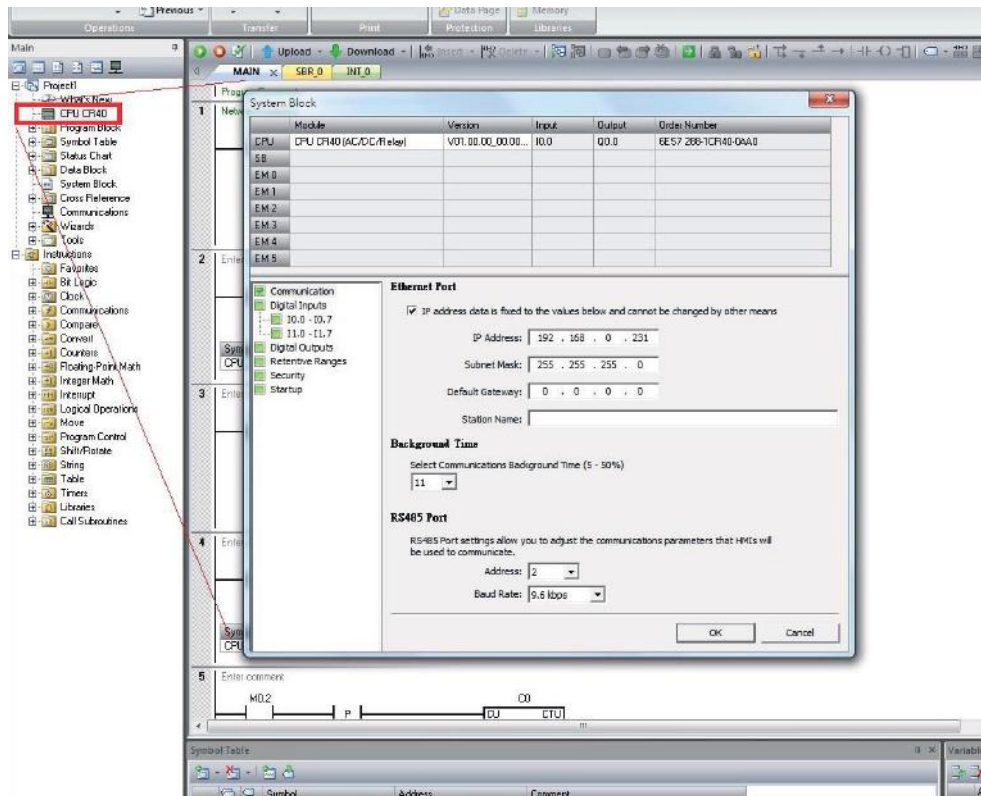 Previous
Data Page
Memory
Operations
Transfer
Print
Protection
Libraries
Main
Upload
Download
Insert
Delete
MAIN
SBR_0
INT_0
Project1
What's New
CPU CR40
Program Block
Symbol Table
Status Chart
Data Block
System Block
Cross Reference
Communications
Wizards
Tools
Instructions
Favorites
Bit Logic
Clock
Communications
Compare
Convert
Counters
Floating-Point Math
Integer Math
Interrupt
Logical Operations
Move
Program Control
Shift/Rotate
String
Table
Timers
Libraries
Call Subroutines
1
2
3
4
System Block
Module Version Input Output Order Number
CPU CPU CR40 (AC/DC/Relay) V01.00.00_00.00... I0.0 Q0.0 6ES7 288-1CR40-0AA0
SB
EM 0
EM 1
EM 2
EM 3
EM 4
EM 5
Communication
Digital Inputs
I0.0 - I0.7
I1.0 - I1.7
Digital Outputs
Retentive Ranges
Security
Startup
Ethernet Port
IP address data is fixed to the values below and cannot be changed by other means
IP Address: 192 . 168 . 0 . 231
Subnet Mask: 255 . 255 . 255 . 0
Default Gateway: 0 . 0 . 0 . 0
Station Name:
Background Time
Select Communications Background Time (5 - 50%)
11
RS485 Port
RS485 Port settings allow you to adjust the communications parameters that HMIs will
be used to communicate.
Address: 2
Baud Rate: 9.6 kbps
OK Cancel
5 Enter comment
M0.2 C0
P CU CTU
Symbol Table
Symbol Address Comment
Variabl